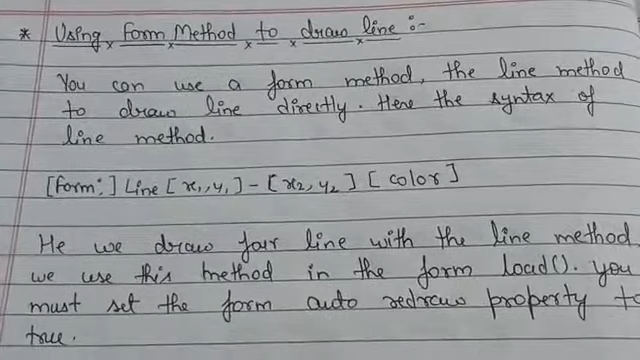 * Using Form Method to draw line :-
You can use a form method, the line method
to draw line directly. Here the syntax of
line method.
[Form:] Line [x1, y1] - [x2, y2] [color]
He we draw four line with the line method
we use this method in the form load(). you
must set the form auto redraw property to
true.